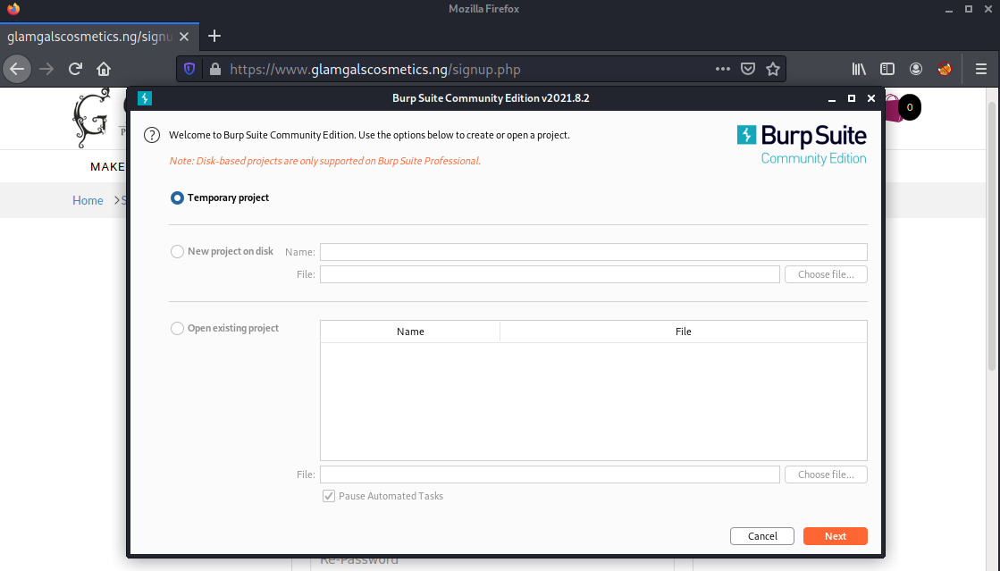 Mozilla Firefox
glamgalscosmetics.ng/signu
https://www.glamgalscosmetics.ng/signup.php
Burp Suite Community Edition v2021.8.2
G
0
P
Welcome to Burp Suite Community Edition. Use the options below to create or open a project.
Burp Suite
Note: Disk-based projects are only supported on Burp Suite Professional.
Community Edition
MAKE
Home >S
Temporary project
New project on disk Name:
File: Choose file...
Open existing project
Name File
File: Choose file...
Pause Automated Tasks
Cancel Next
Re-Password